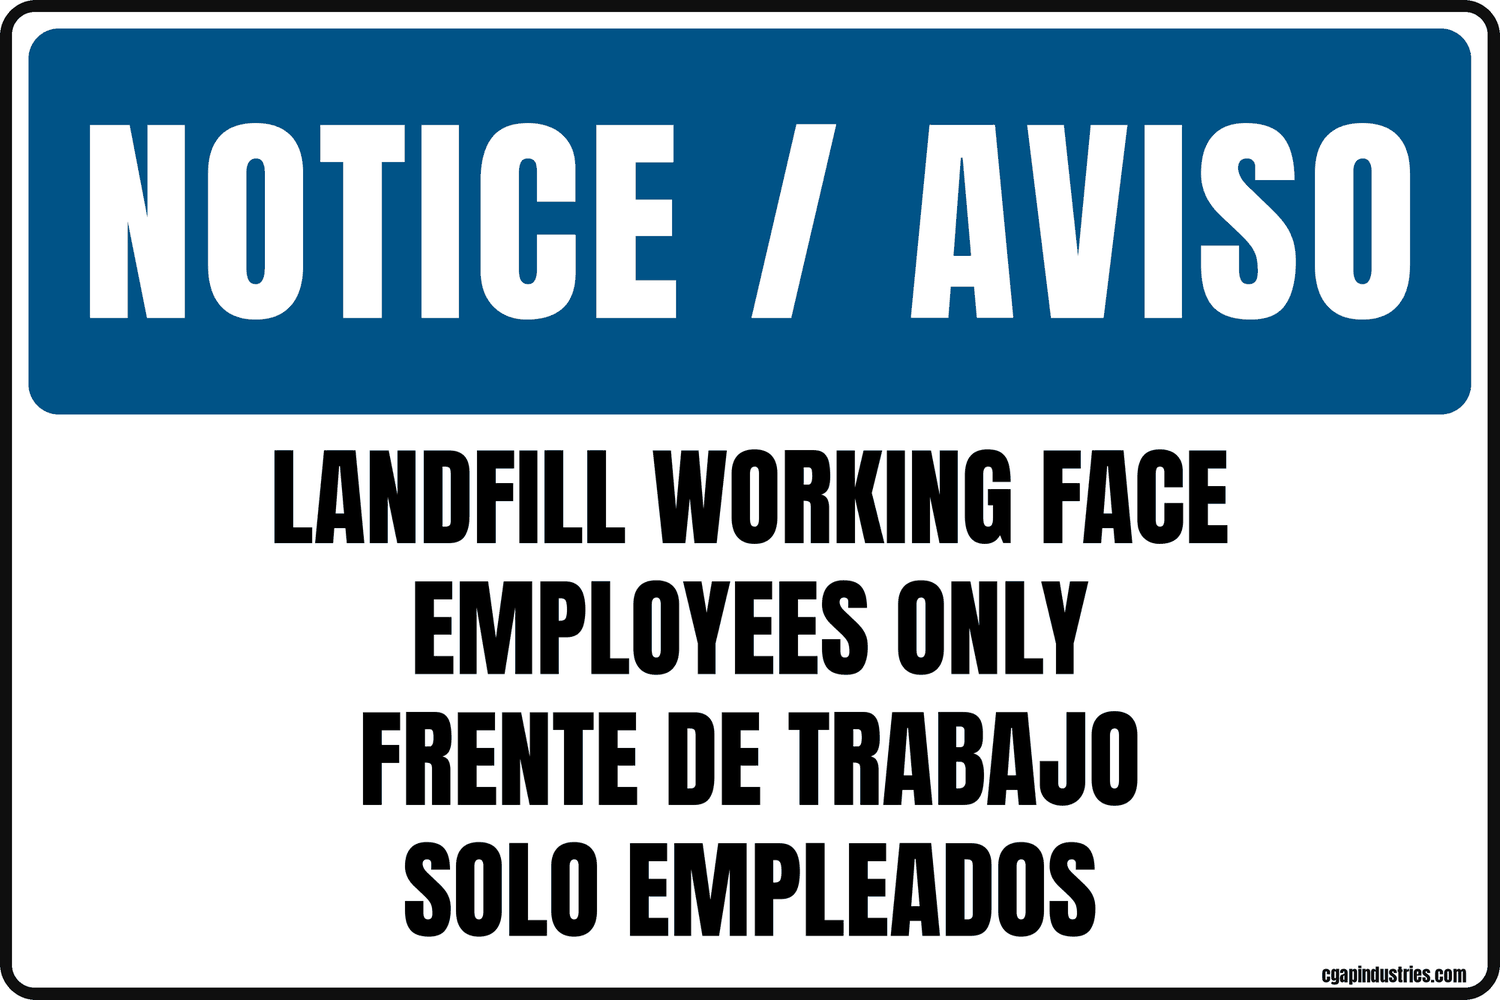 NOTICE / AVISO
LANDFILL WORKING FACE
EMPLOYEES ONLY
FRENTE DE TRABAJO
SOLO EMPLEADOS
cgapindustries.com